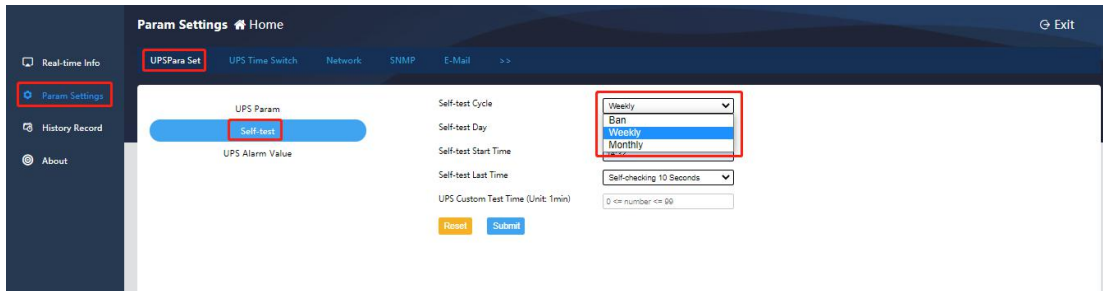 Param Settings Home
Exit
Real-time Info
Param Settings
History Record
About
UPSPara Set UPS Time Switch Network SNMP E-Mail >>
UPS Param
Self-test
UPS Alarm Value
Self-test Cycle Weekly
Ban
Weekly
Monthly
Self-test Day
Self-test Start Time
Self-test Last Time Self-checking 10 Seconds
UPS Custom Test Time (Unit: 1min) 0 <= number <= 99
Reset Submit